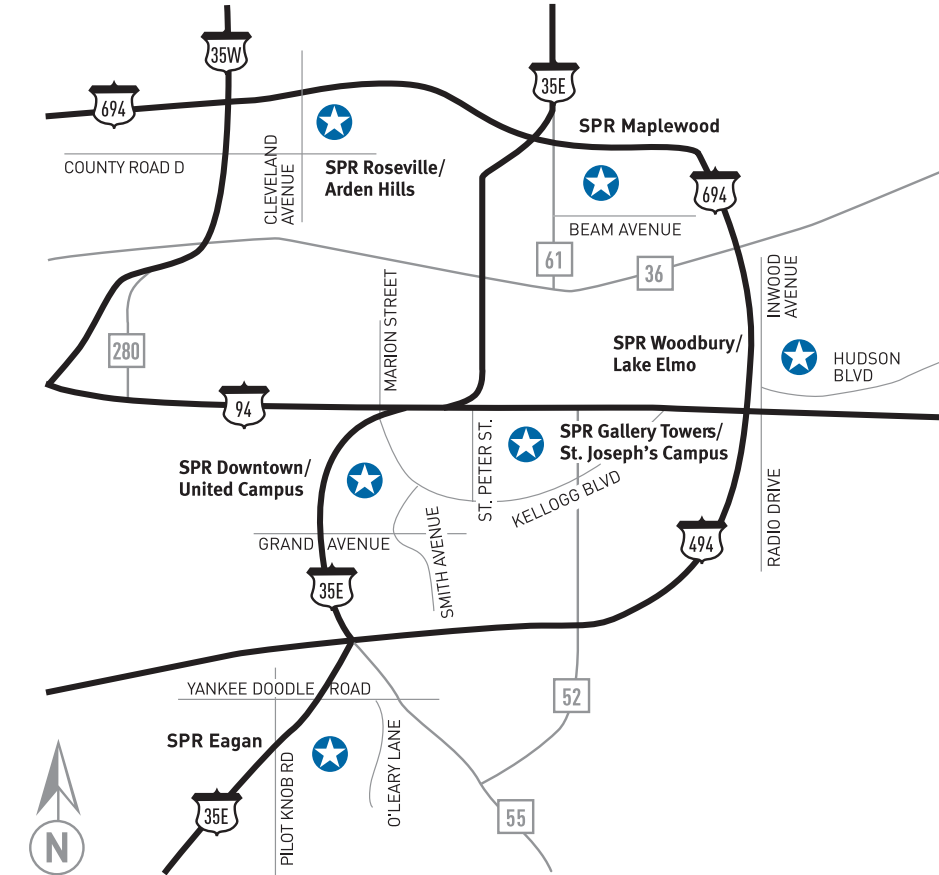 35W
35E
694
SPR Maplewood
COUNTY ROAD D
CLEVELAND
AVENUE
SPR Roseville/
Arden Hills
694
BEAM AVENUE
61
36
INWOOD
AVENUE
MARION STREET
280
SPR Woodbury/
Lake Elmo
HUDSON
BLVD
94
ST. PETER ST.
SPR Gallery Towers/
St. Joseph's Campus
SPR Downtown/
United Campus
KELLOGG BLVD
RADIO DRIVE
GRAND AVENUE
SMITH AVENUE
494
35E
YANKEE DOODLE ROAD
52
SPR Eagan
PILOT KNOB RD
O'LEARY LANE
35E
55
N